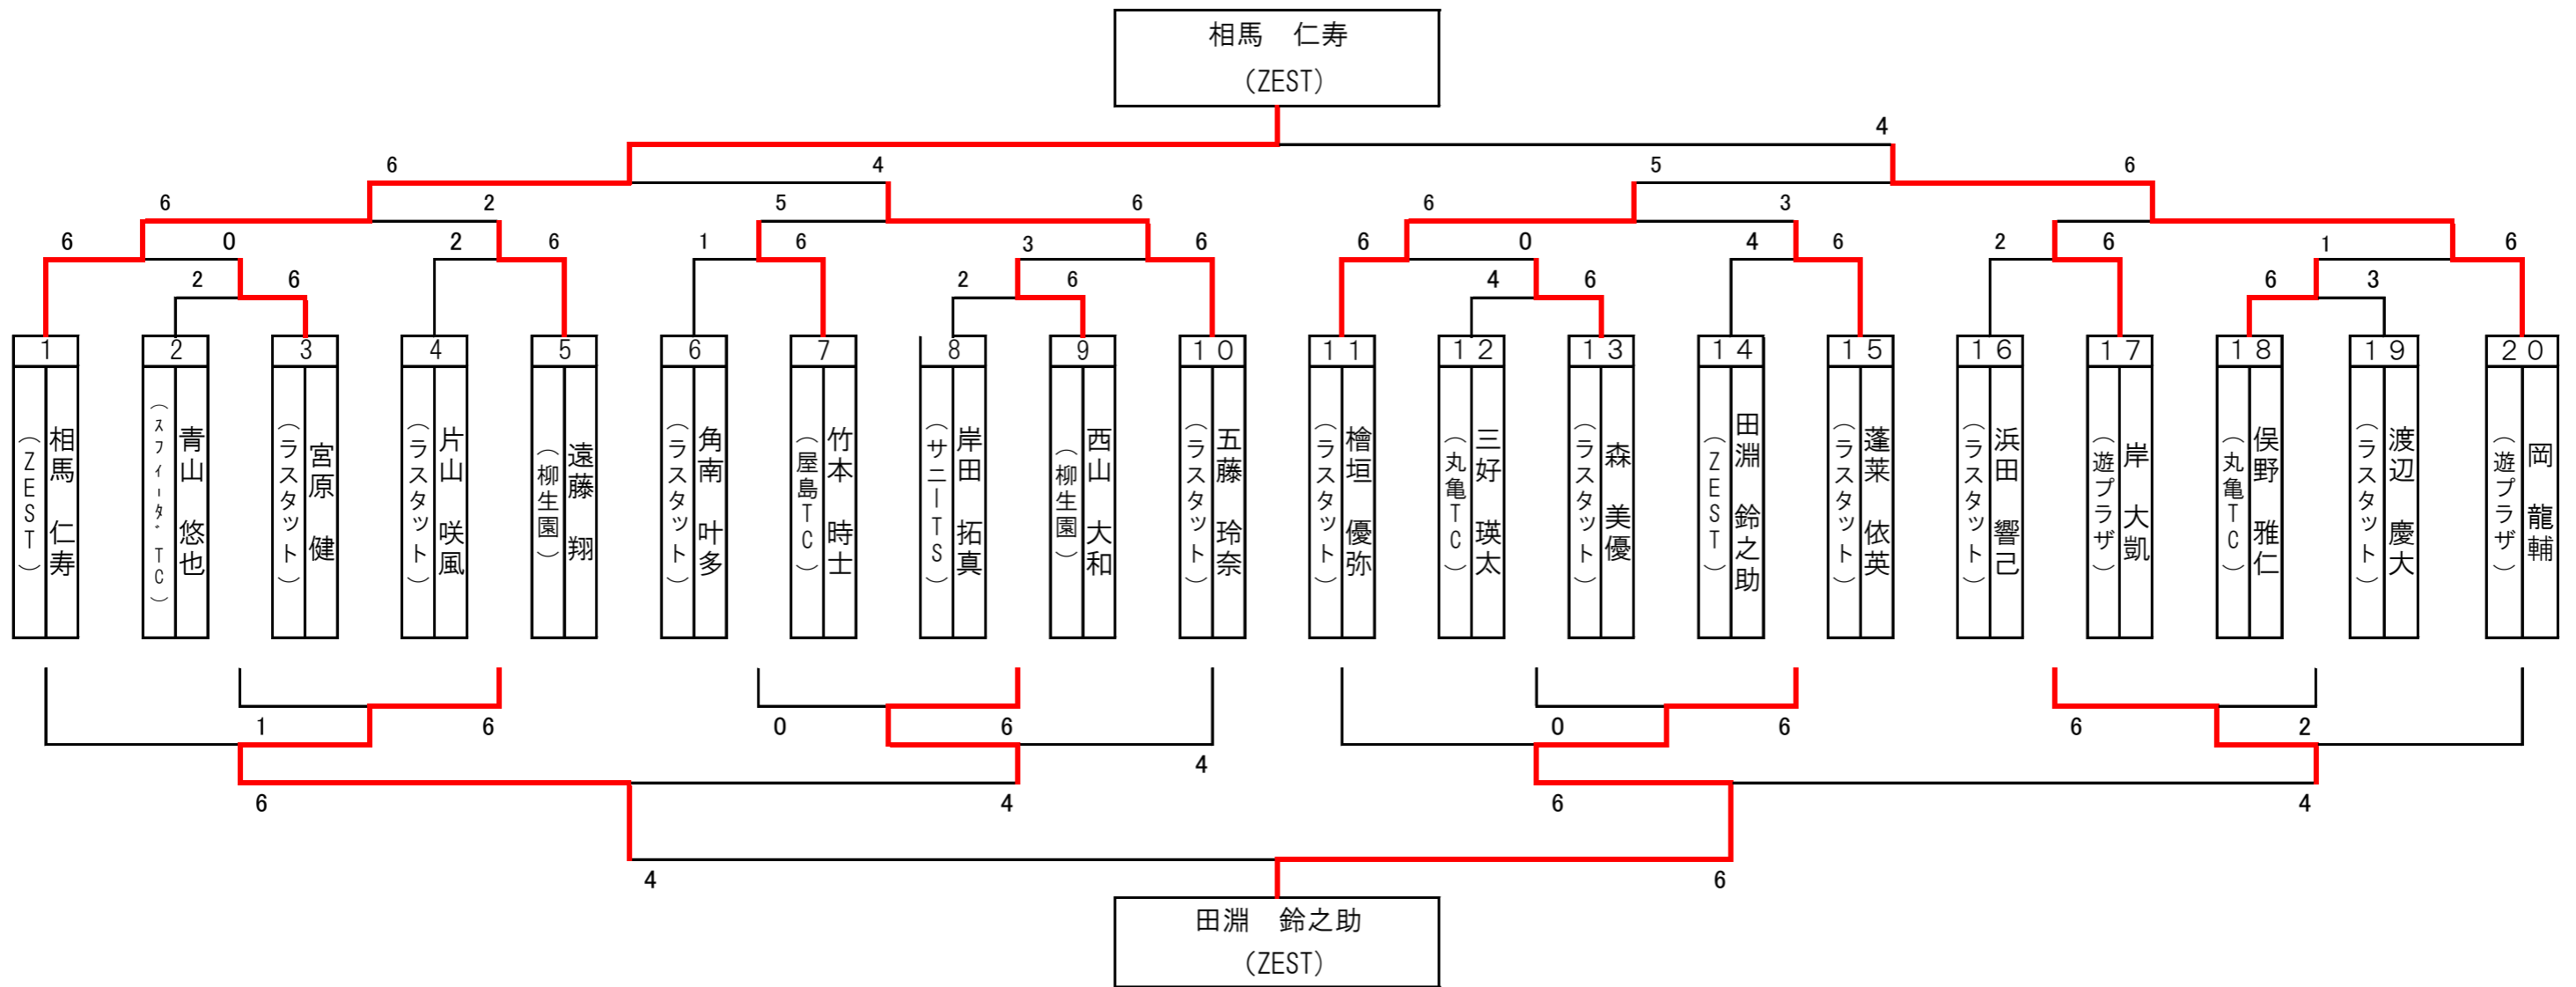 相馬　仁寿
（ZEST）
4
6 4 5 6
6 2 5 6 6 3
6 0 2 6 1 6 3 6 6 0 4 6 2 6 1 6
2 6 2 6 4 6 6 3
1 2 3 4 5 6 7 8 9 10 11 12 13 14 15 16 17 18 19 20
相馬　仁寿
（ZEST）
青山　悠也
（スフィーダTC）
宮原　健
（ラスタット）
片山　咲風
（ラスタット）
遠藤　翔
（柳生園）
角南　叶多
（ラスタット）
竹本　時士
（屋島TC）
岸田　拓真
（サニーTS）
西山　大和
（柳生園）
五藤　玲奈
（ラスタット）
檜垣　優弥
（ラスタット）
三好　瑛太
（丸亀TC）
森　美優
（ラスタット）
田淵　鈴之助
（ZEST）
蓬莱　依英
（ラスタット）
浜田　響己
（ラスタット）
岸　大凱
（遊プラザ）
俣野　雅仁
（丸亀TC）
渡辺　慶大
（ラスタット）
岡　龍輔
（遊プラザ）
1 6 0 6 0 6 6 2
4
6 4 6 4
4 6
田淵　鈴之助
（ZEST）